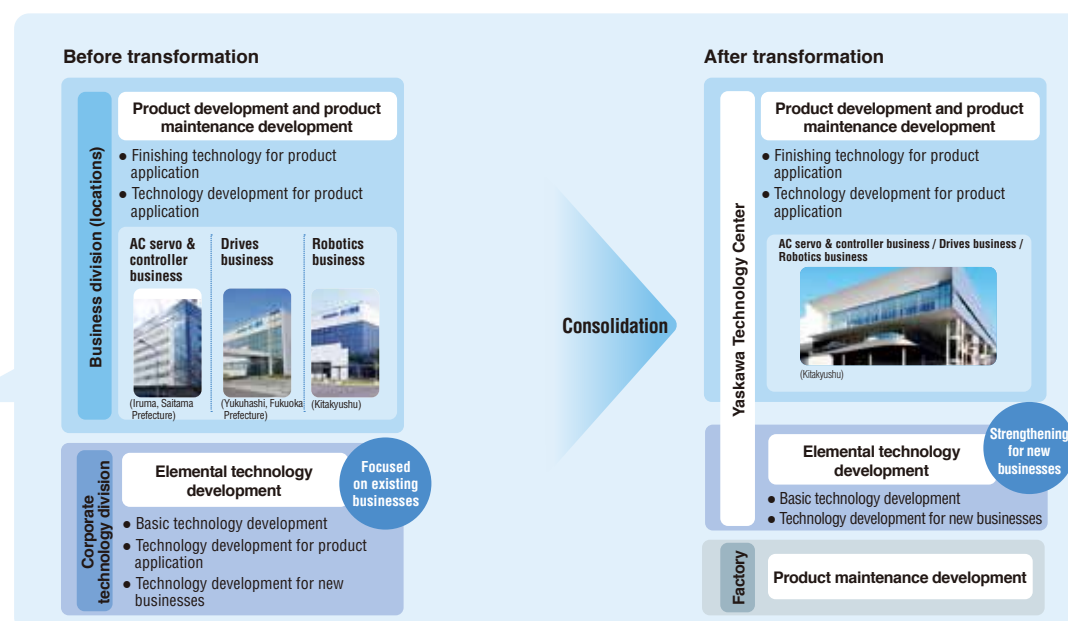 Before transformation
Business division (locations)
Product development and product
maintenance development
● Finishing technology for product
application
● Technology development for product
application
AC servo &
controller
business
(Iruma, Saitama
Prefecture)
Drives
business
(Yukuhashi, Fukuoka
Prefecture)
Robotics
business
(Kitakyushu)
Corporate
technology division
Elemental technology
development
Focused
on existing
businesses
● Basic technology development
● Technology development for product
application
● Technology development for new
businesses
Consolidation
After transformation
Yaskawa Technology Center
Product development and product
maintenance development
● Finishing technology for product
application
● Technology development for product
application
AC servo & controller business / Drives business /
Robotics business
(Kitakyushu)
Elemental technology
development
Strengthening
for new
businesses
● Basic technology development
● Technology development for new businesses
Factory
Product maintenance development